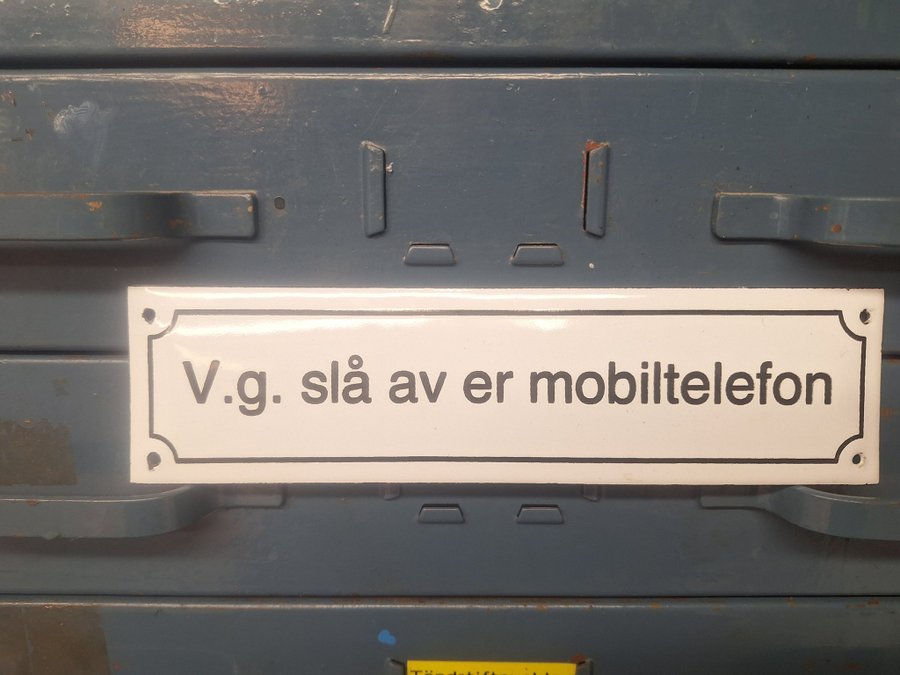 V.g. slå av er mobiltelefon